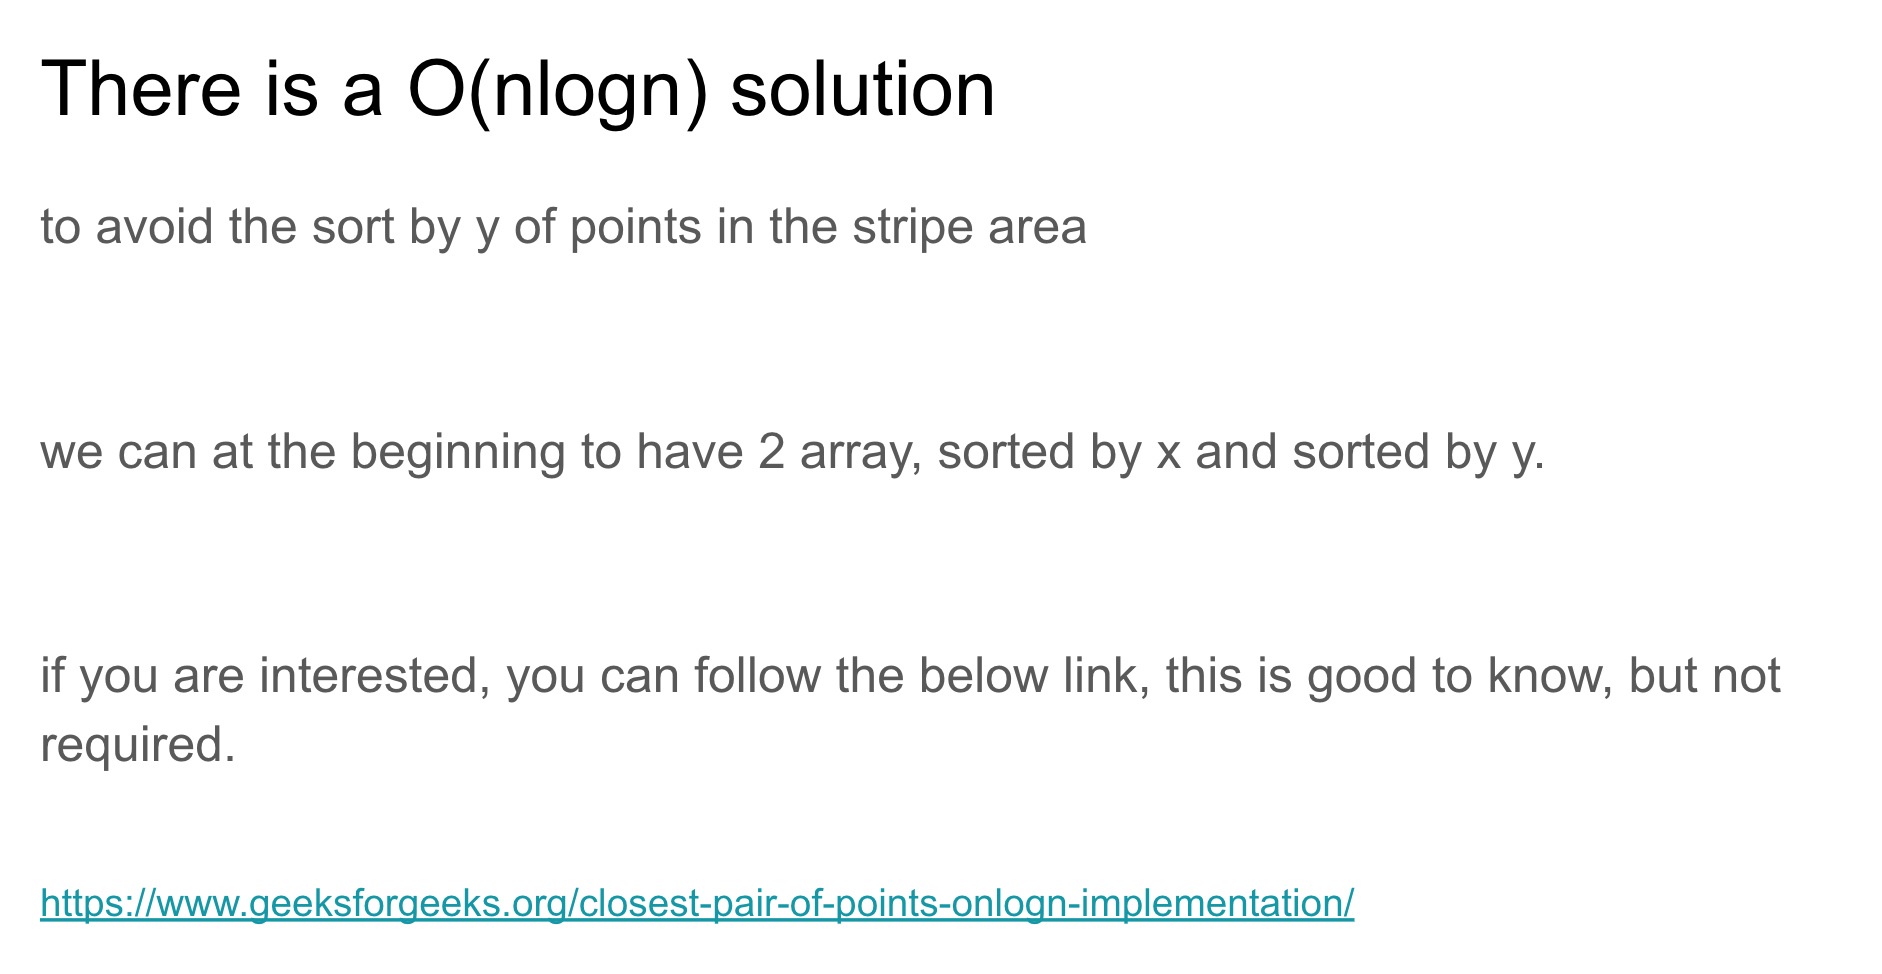 There is a O(nlogn) solution
to avoid the sort by y of points in the stripe area
we can at the beginning to have 2 array, sorted by x and sorted by y.
if you are interested, you can follow the below link, this is good to know, but not
required.
https://www.geeksforgeeks.org/closest-pair-of-points-onlogn-implementation/